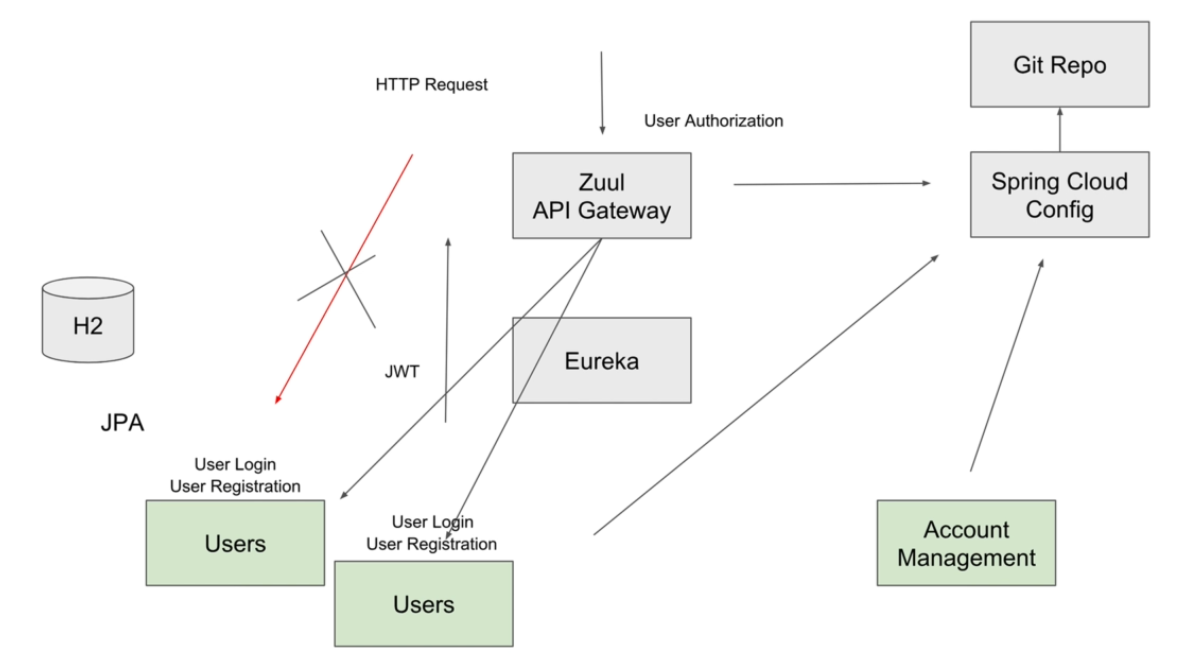 Git Repo
HTTP Request
User Authorization
Zuul
API Gateway
Spring Cloud
Config
H2
Eureka
JWT
JPA
User Login
User Registration
Users
User Login
User Registration
Users
Account
Management